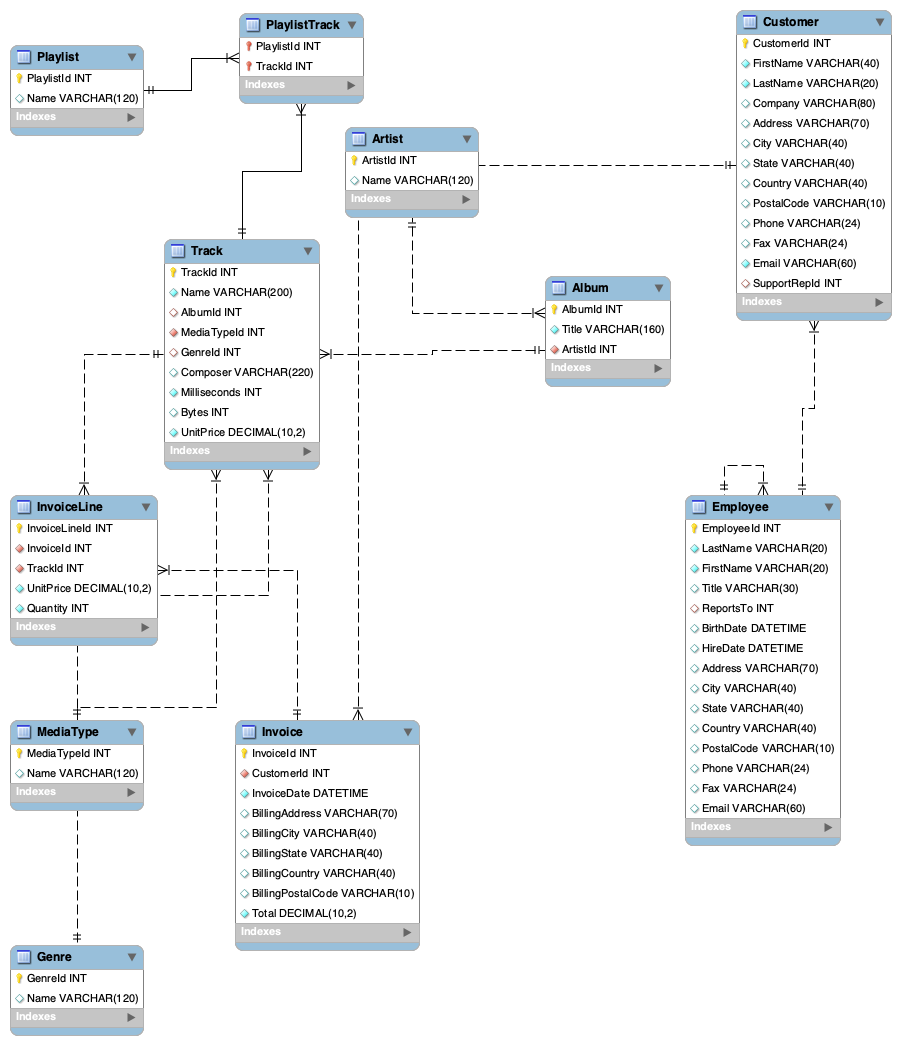 Playlist
PlaylistId INT
Name VARCHAR(120)
Indexes
PlaylistTrack
PlaylistId INT
TrackId INT
Indexes
Customer
CustomerId INT
FirstName VARCHAR(40)
LastName VARCHAR(20)
Company VARCHAR(80)
Address VARCHAR(70)
City VARCHAR(40)
State VARCHAR(40)
Country VARCHAR(40)
PostalCode VARCHAR(10)
Phone VARCHAR(24)
Fax VARCHAR(24)
Email VARCHAR(60)
SupportRepId INT
Indexes
Artist
ArtistId INT
Name VARCHAR(120)
Indexes
Track
TrackId INT
Name VARCHAR(200)
AlbumId INT
MediaTypeId INT
GenreId INT
Composer VARCHAR(220)
Milliseconds INT
Bytes INT
UnitPrice DECIMAL(10,2)
Indexes
Album
AlbumId INT
Title VARCHAR(160)
ArtistId INT
Indexes
InvoiceLine
InvoiceLineId INT
InvoiceId INT
TrackId INT
UnitPrice DECIMAL(10,2)
Quantity INT
Indexes
Employee
EmployeeId INT
LastName VARCHAR(20)
FirstName VARCHAR(20)
Title VARCHAR(30)
ReportsTo INT
BirthDate DATETIME
HireDate DATETIME
Address VARCHAR(70)
City VARCHAR(40)
State VARCHAR(40)
Country VARCHAR(40)
PostalCode VARCHAR(10)
Phone VARCHAR(24)
Fax VARCHAR(24)
Email VARCHAR(60)
Indexes
MediaType
MediaTypeId INT
Name VARCHAR(120)
Indexes
Invoice
InvoiceId INT
CustomerId INT
InvoiceDate DATETIME
BillingAddress VARCHAR(70)
BillingCity VARCHAR(40)
BillingState VARCHAR(40)
BillingCountry VARCHAR(40)
BillingPostalCode VARCHAR(10)
Total DECIMAL(10,2)
Indexes
Genre
GenreId INT
Name VARCHAR(120)
Indexes